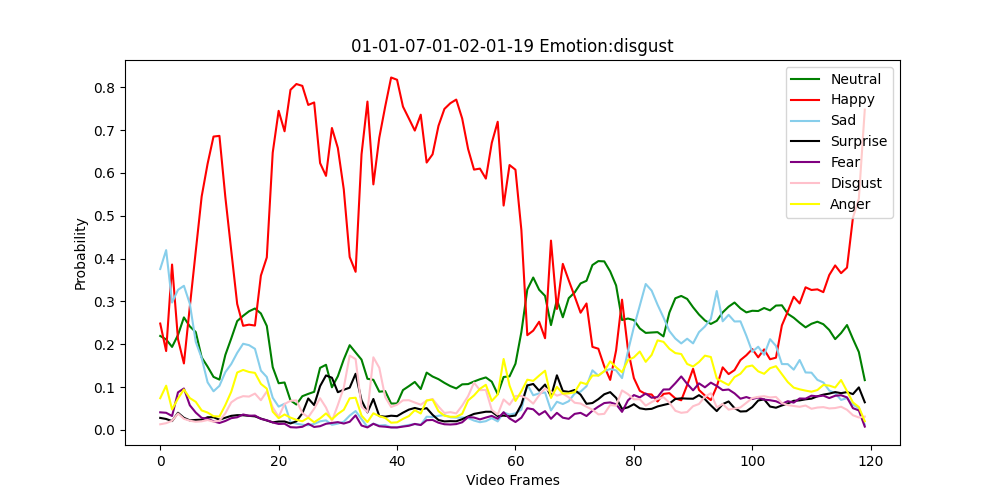 01-01-07-01-02-01-19 Emotion:disgust
Probability
0.8
0.7
0.6
0.5
0.4
0.3
0.2
0.1
0.0
Neutral
Happy
Sad
Surprise
Fear
Disgust
Anger
0 20 40 60 80 100 120
Video Frames